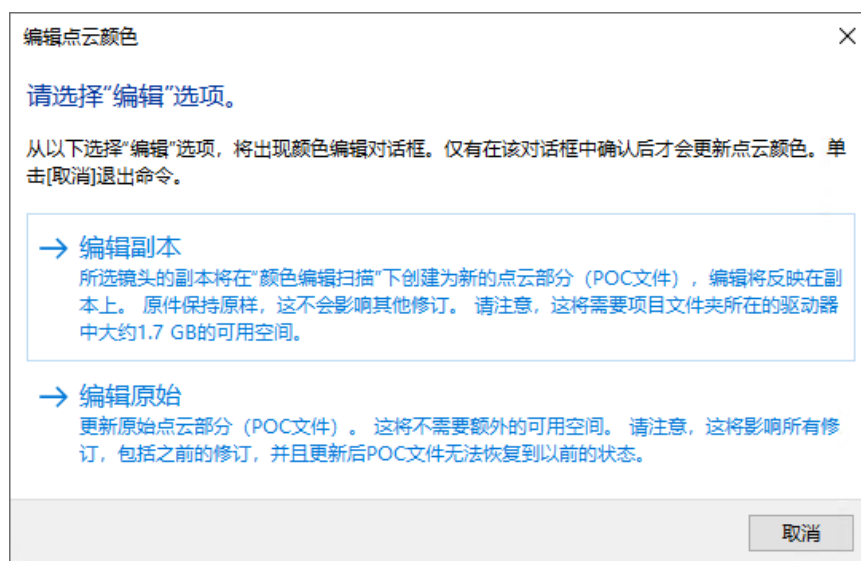 编辑点云颜色
请选择“编辑”选项。
从以下选择“编辑”选项，将出现颜色编辑对话框。仅有在该对话框中确认后才会更新点云颜色。单
击[取消]退出命令。
编辑副本
所选镜头的副本将在“颜色编辑扫描”下创建为新的点云部分（POC文件），编辑将反映在副
本上。 原件保持原样，这不会影响其他修订。 请注意，这将需要项目文件夹所在的驱动器
中大约1.7 GB的可用空间。
编辑原始
更新原始点云部分（POC文件）。 这将不需要额外的可用空间。 请注意，这将影响所有修
订，包括之前的修订，并且更新后POC文件无法恢复到以前的状态。
取消